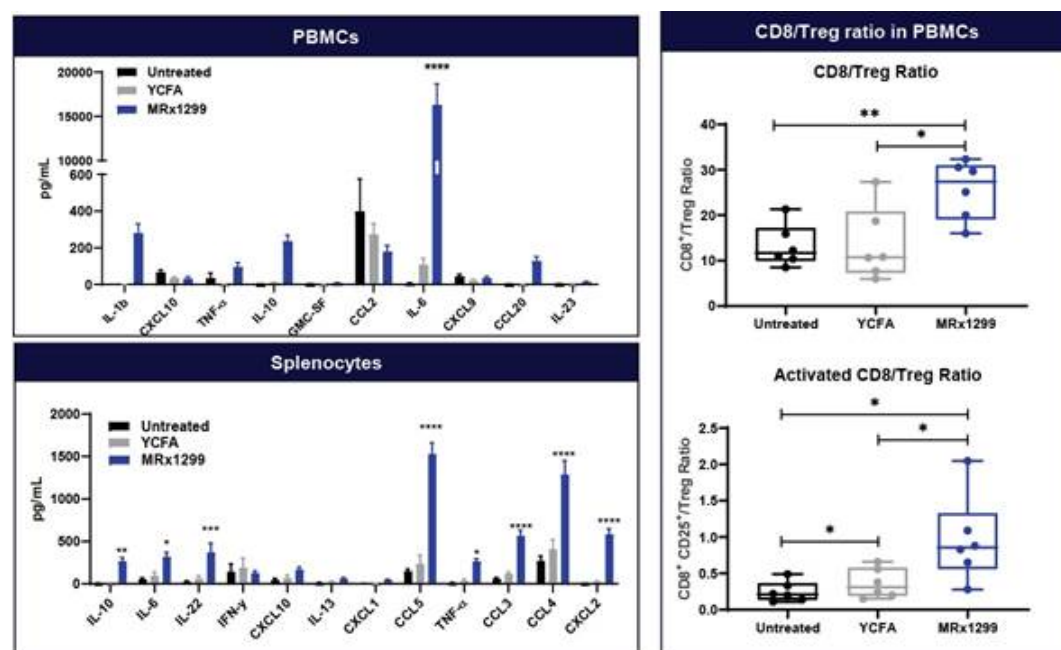 PBMCs
Untreated
YCFA
MRx1299
****
20000
15000
10000
600
400
200
0
pg/mL
IL-1b
CXCL10
TNF-α
IL-10
GMC-SF
CCL2
IL-6
CXCL9
CCL20
IL-23
Splenocytes
Untreated
YCFA
MRx1299
2000
1500
1000
500
0
pg/mL
**
*
***
****
*
****
****
****
IL-10
IL-6
IL-22
IFN-y
CXCL10
IL-13
CXCL1
CCL5
TNF-α
CCL3
CCL4
CXCL2
CD8/Treg ratio in PBMCs
CD8/Treg Ratio
**
*
40
30
20
10
0
CD8⁺/Treg Ratio
Untreated YCFA MRx1299
Activated CD8/Treg Ratio
*
*
*
2.5
2.0
1.5
1.0
0.5
0.0
CD8⁺ CD25⁺/Treg Ratio
Untreated YCFA MRx1299